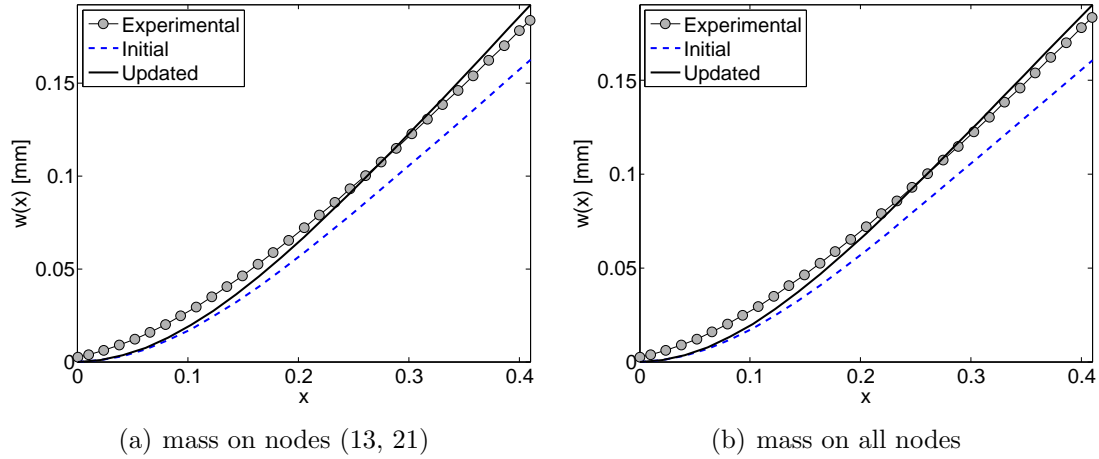 Experimental
Initial
Updated
0.15
0.1
0.05
0
w(x) [mm]
0 0.1 0.2 0.3 0.4
x
(a) mass on nodes (13, 21)
Experimental
Initial
Updated
0.15
0.1
0.05
0
w(x) [mm]
0 0.1 0.2 0.3 0.4
x
(b) mass on all nodes